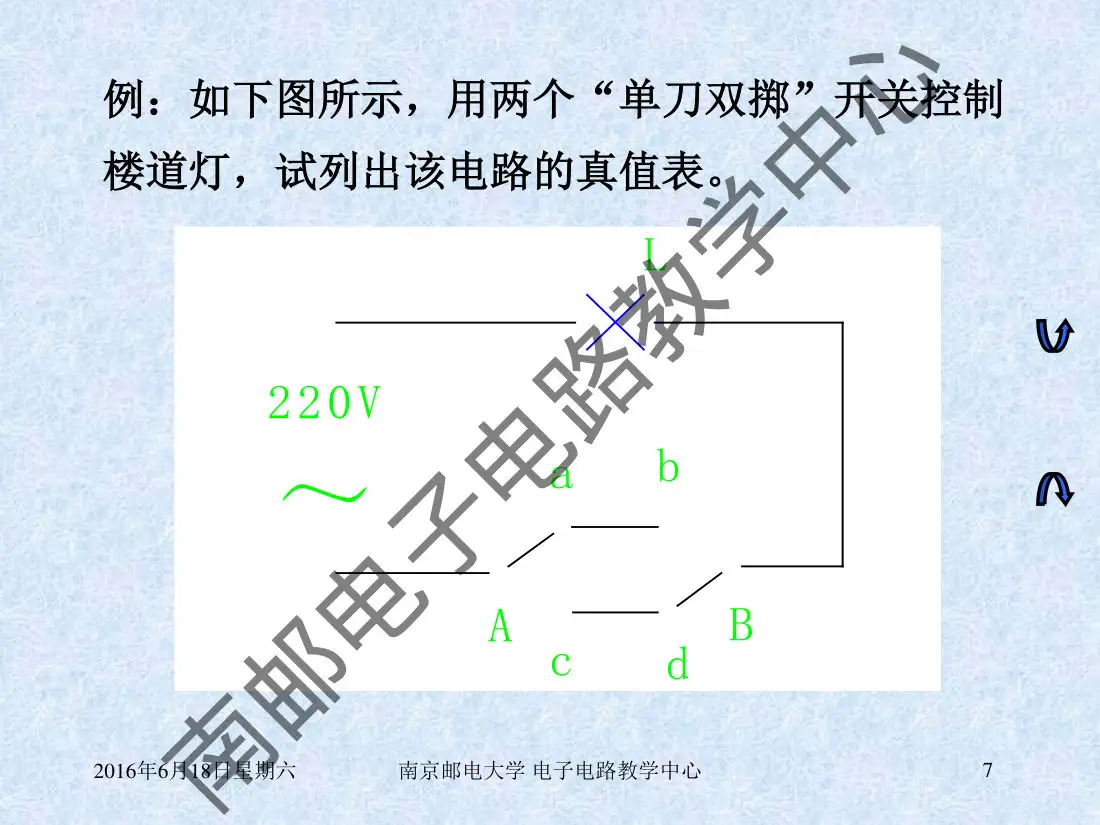 例：如下图所示，用两个“单刀双掷”开关控制
楼道灯，试列出该电路的真值表。
L
220V
～
a
b
A
B
c
d
南邮电子电路教学中心
2016年6月18日星期六
南京邮电大学 电子电路教学中心
7